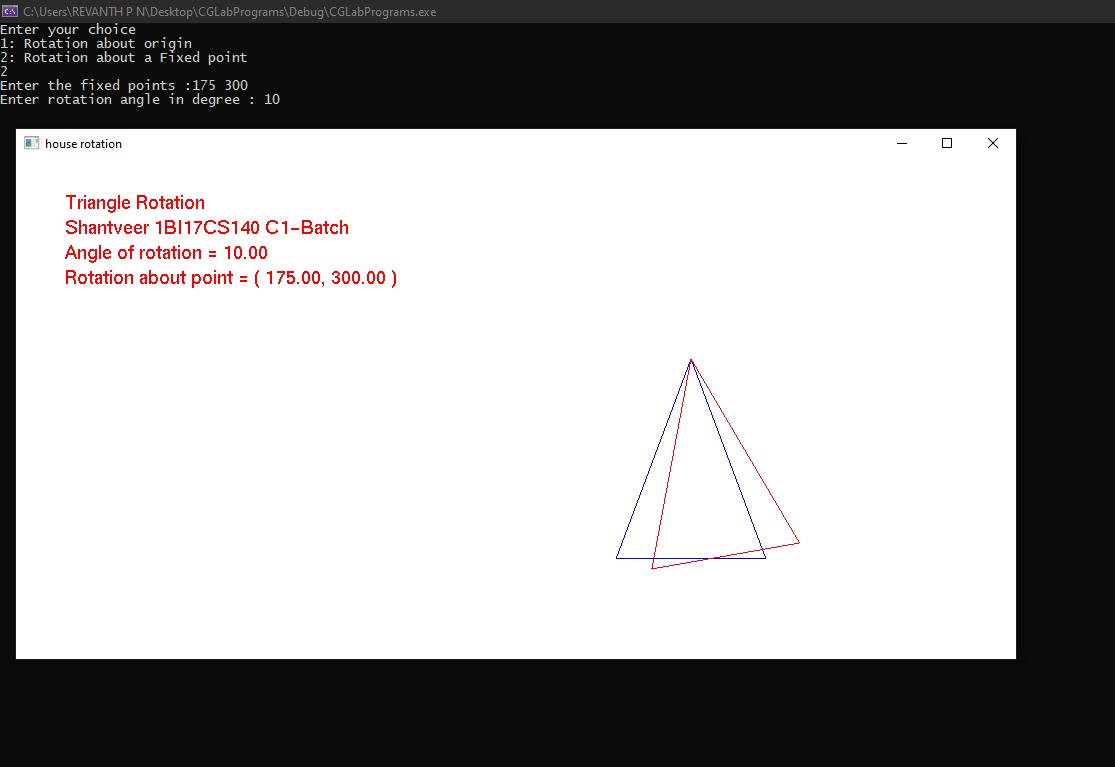 C:\Users\REVANTH P N\Desktop\CGLabPrograms\Debug\CGLabPrograms.exe
Enter your choice
1: Rotation about origin
2: Rotation about a Fixed point
2
Enter the fixed points :175 300
Enter rotation angle in degree : 10
house rotation
Triangle Rotation
Shantveer 1BI17CS140 C1-Batch
Angle of rotation = 10.00
Rotation about point = ( 175.00, 300.00 )